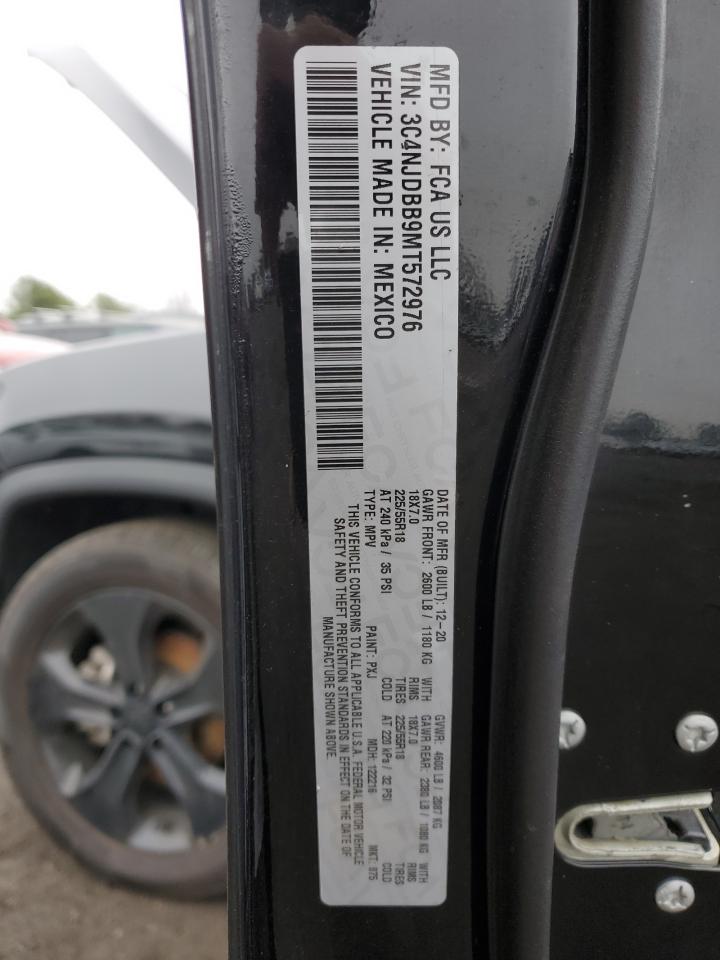 MFD BY: FCA US LLC
VIN: 3C4NJDBB9MT572976
VEHICLE MADE IN: MEXICO
DATE OF MFR (BUILT): 12-20 GVWR: 4600 LB / 2087 KG
GAWR FRONT: 2600 LB / 1180 KG WITH GAWR REAR: 2380 LB / 1080 KG WITH
18X7.0 RIMS 18X7.0 RIMS
225/55R18 TIRES 225/55R18 TIRES
AT 240 kPa / 35 PSI COLD AT 220 kPa / 32 PSI COLD
TYPE: MPV PAINT: PXJ MDH: 122216 MKT: 875
THIS VEHICLE CONFORMS TO ALL APPLICABLE U.S.A. FEDERAL MOTOR VEHICLE
SAFETY AND THEFT PREVENTION STANDARDS IN EFFECT ON THE DATE OF
MANUFACTURE SHOWN ABOVE